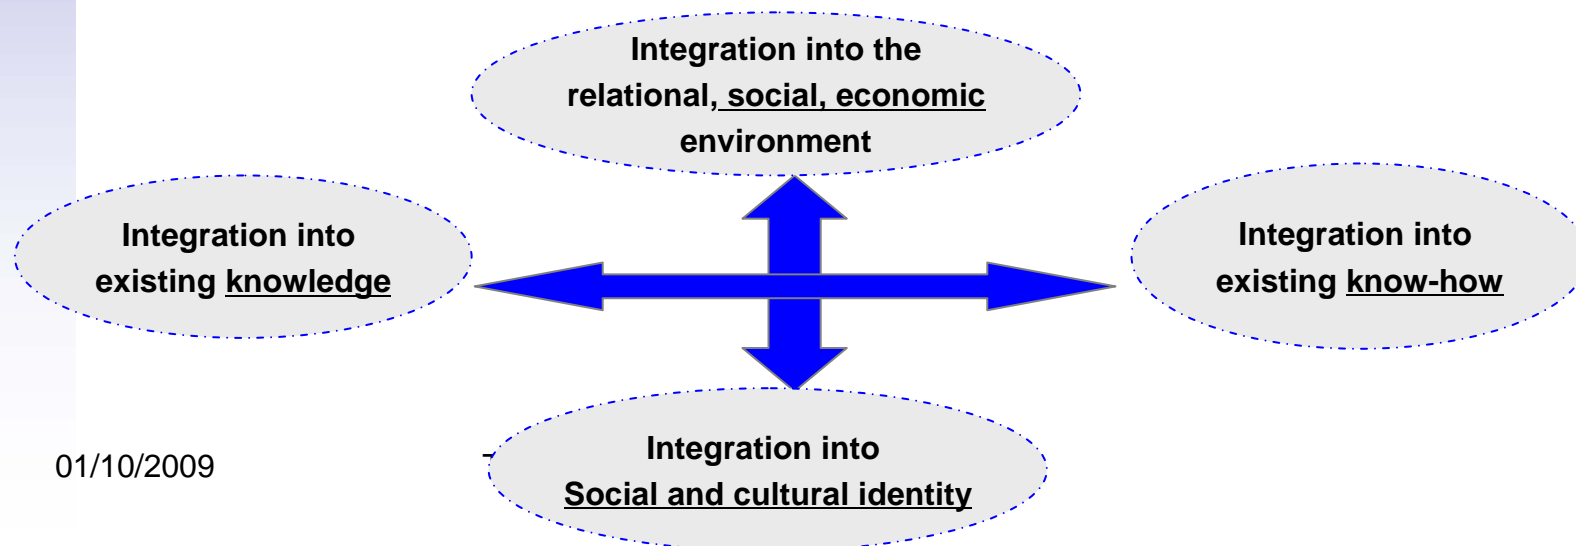 Integration into the
relational, social, economic
environment
Integration into
existing knowledge
Integration into
existing know-how
Integration into
Social and cultural identity
01/10/2009